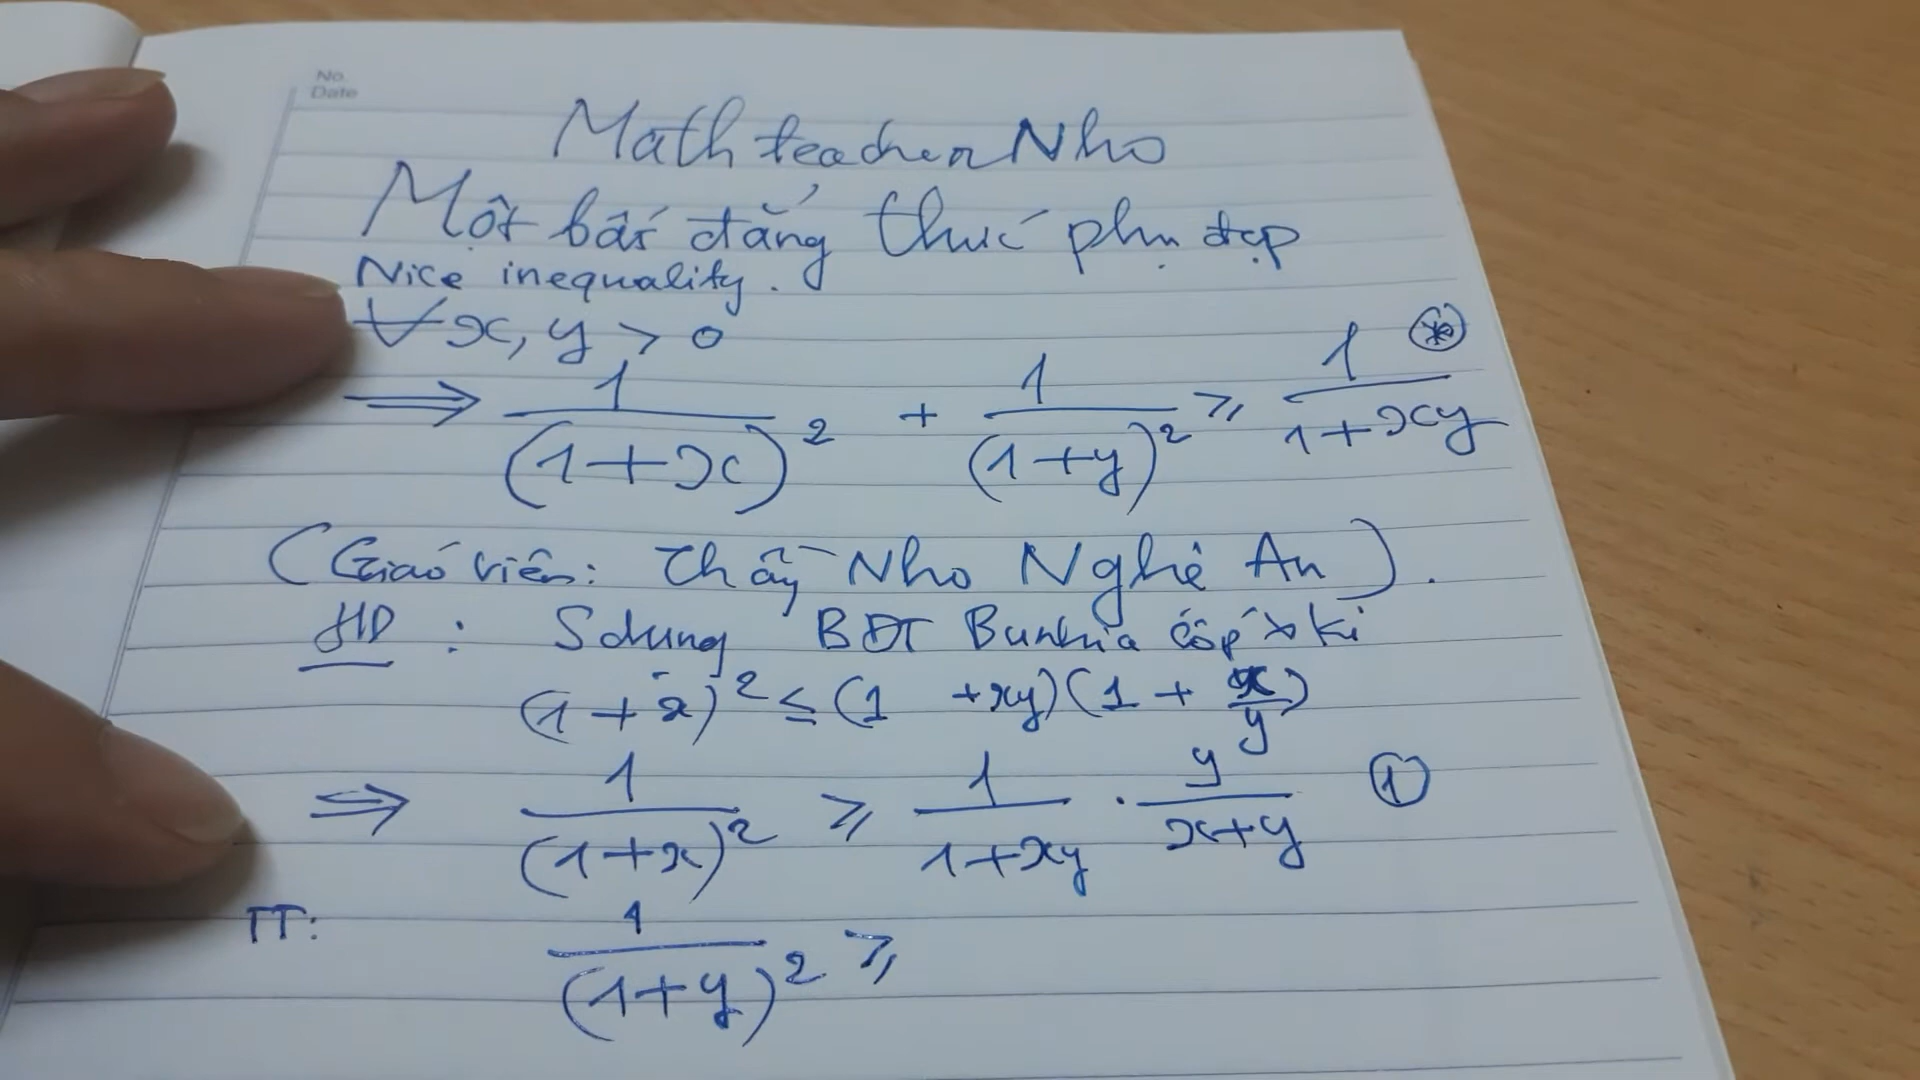 No.
Date
Math teacher Nho
Một bất đẳng thức phụ đẹp
Nice inequality.
∀x, y > 0
⟹ 1/(1+x)² + 1/(1+y)² ⩾ 1/(1+xy) (*)
(Giáo viên: Thầy Nho Nghệ An).
HD : Sdung BĐT Bunhia cốp xki
(1+x)² ≤ (1 +xy)(1 + x/y)
⟹ 1/(1+x)² ⩾ 1/(1+xy) · y/(x+y) ①
TT: 1/(1+y)² ⩾